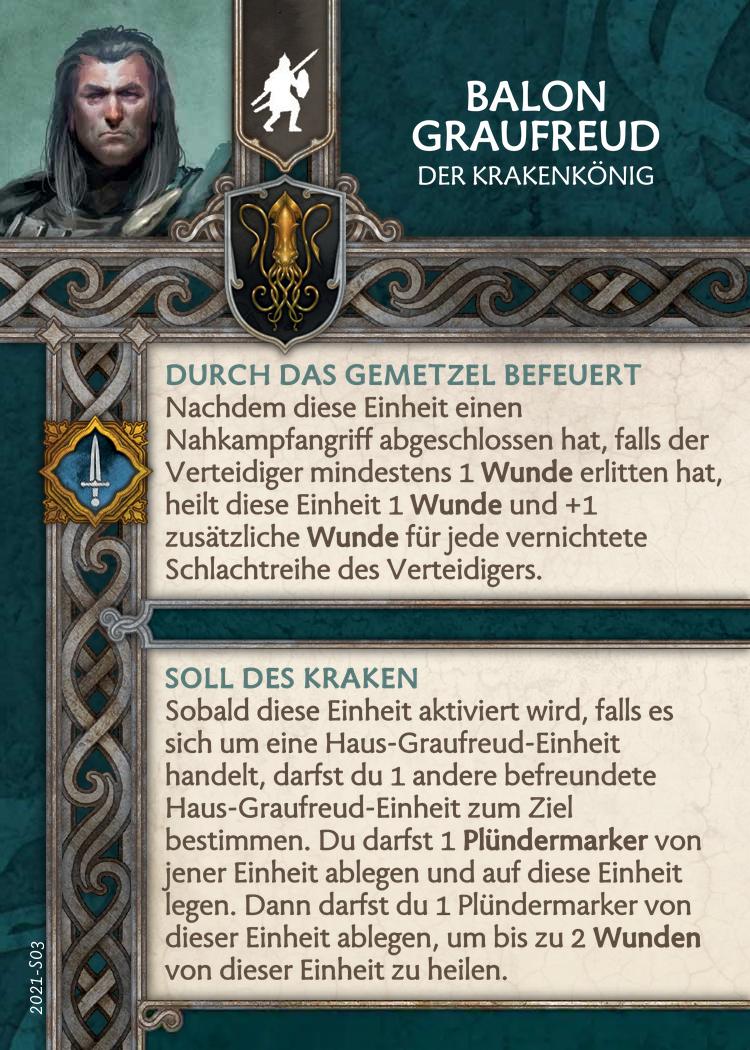 BALON
GRAUFREUD
DER KRAKENKÖNIG
DURCH DAS GEMETZEL BEFEUERT
Nachdem diese Einheit einen
Nahkampfangriff abgeschlossen hat, falls der
Verteidiger mindestens 1 Wunde erlitten hat,
heilt diese Einheit 1 Wunde und +1
zusätzliche Wunde für jede vernichtete
Schlachtreihe des Verteidigers.
SOLL DES KRAKEN
Sobald diese Einheit aktiviert wird, falls es
sich um eine Haus-Graufreud-Einheit
handelt, darfst du 1 andere befreundete
Haus-Graufreud-Einheit zum Ziel
bestimmen. Du darfst 1 Plündermarker von
jener Einheit ablegen und auf diese Einheit
legen. Dann darfst du 1 Plündermarker von
dieser Einheit ablegen, um bis zu 2 Wunden
von dieser Einheit zu heilen.
2021-S03